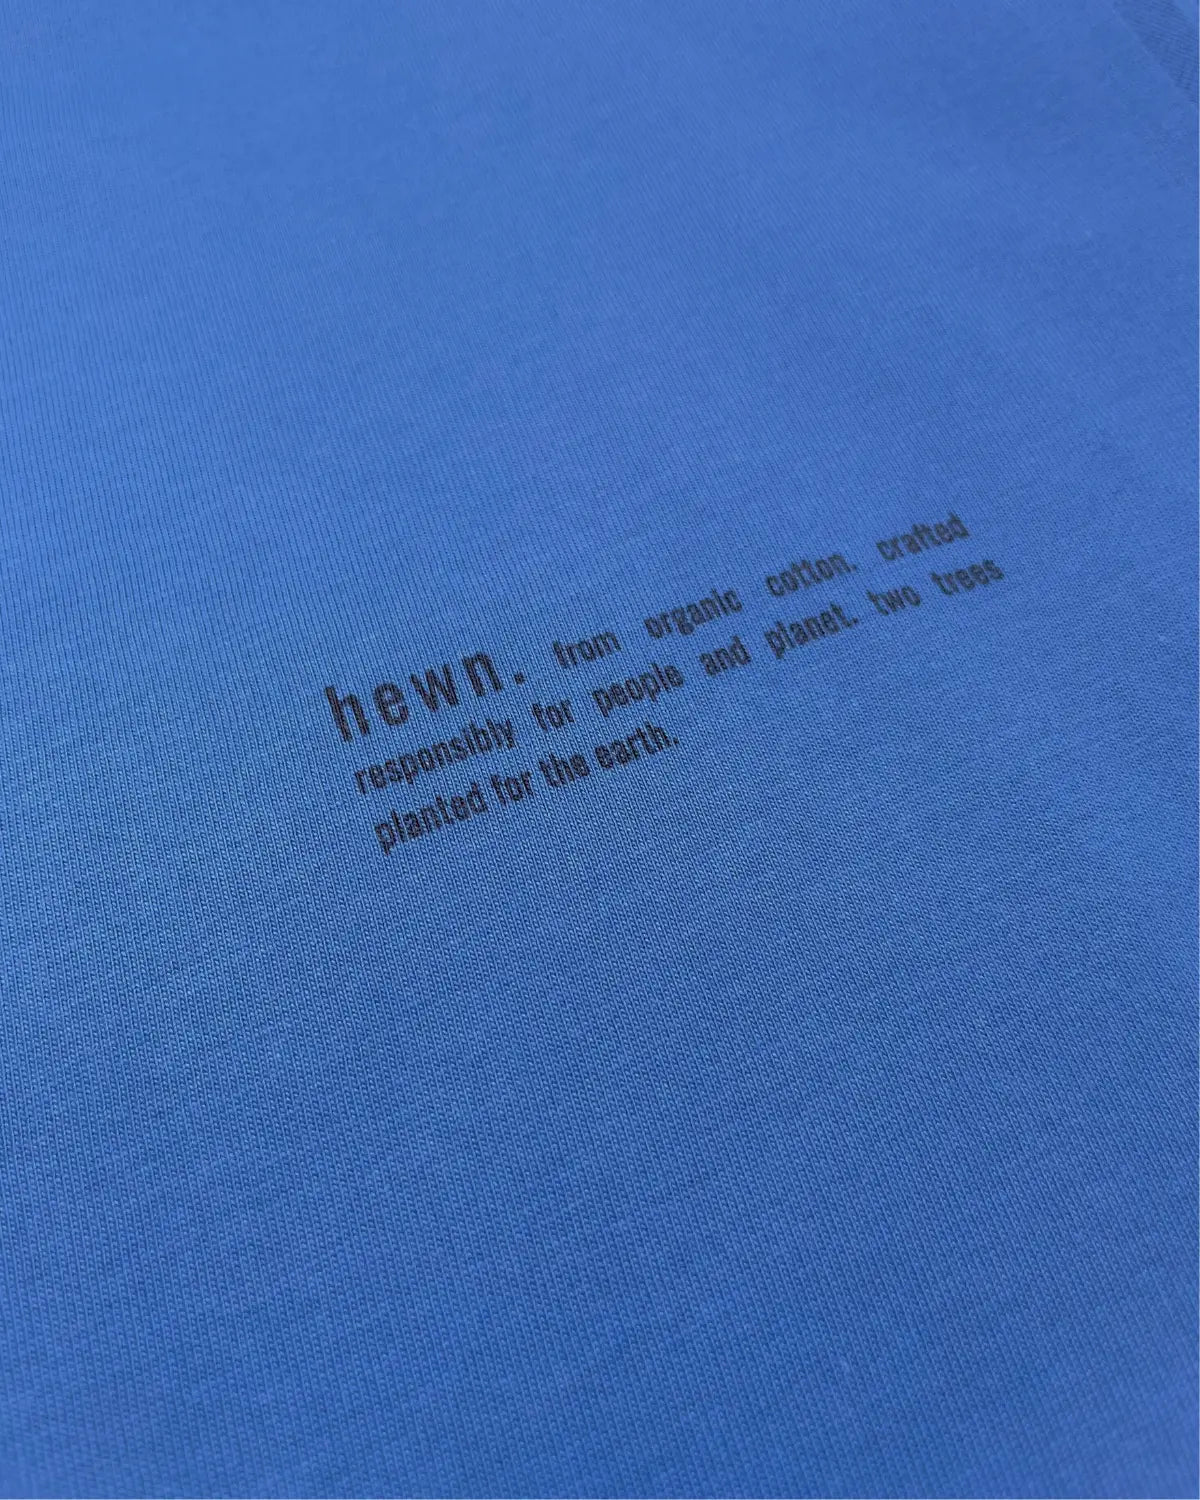 hewn. from organic cotton. crafted
responsibly for people and planet. two trees
planted for the earth.